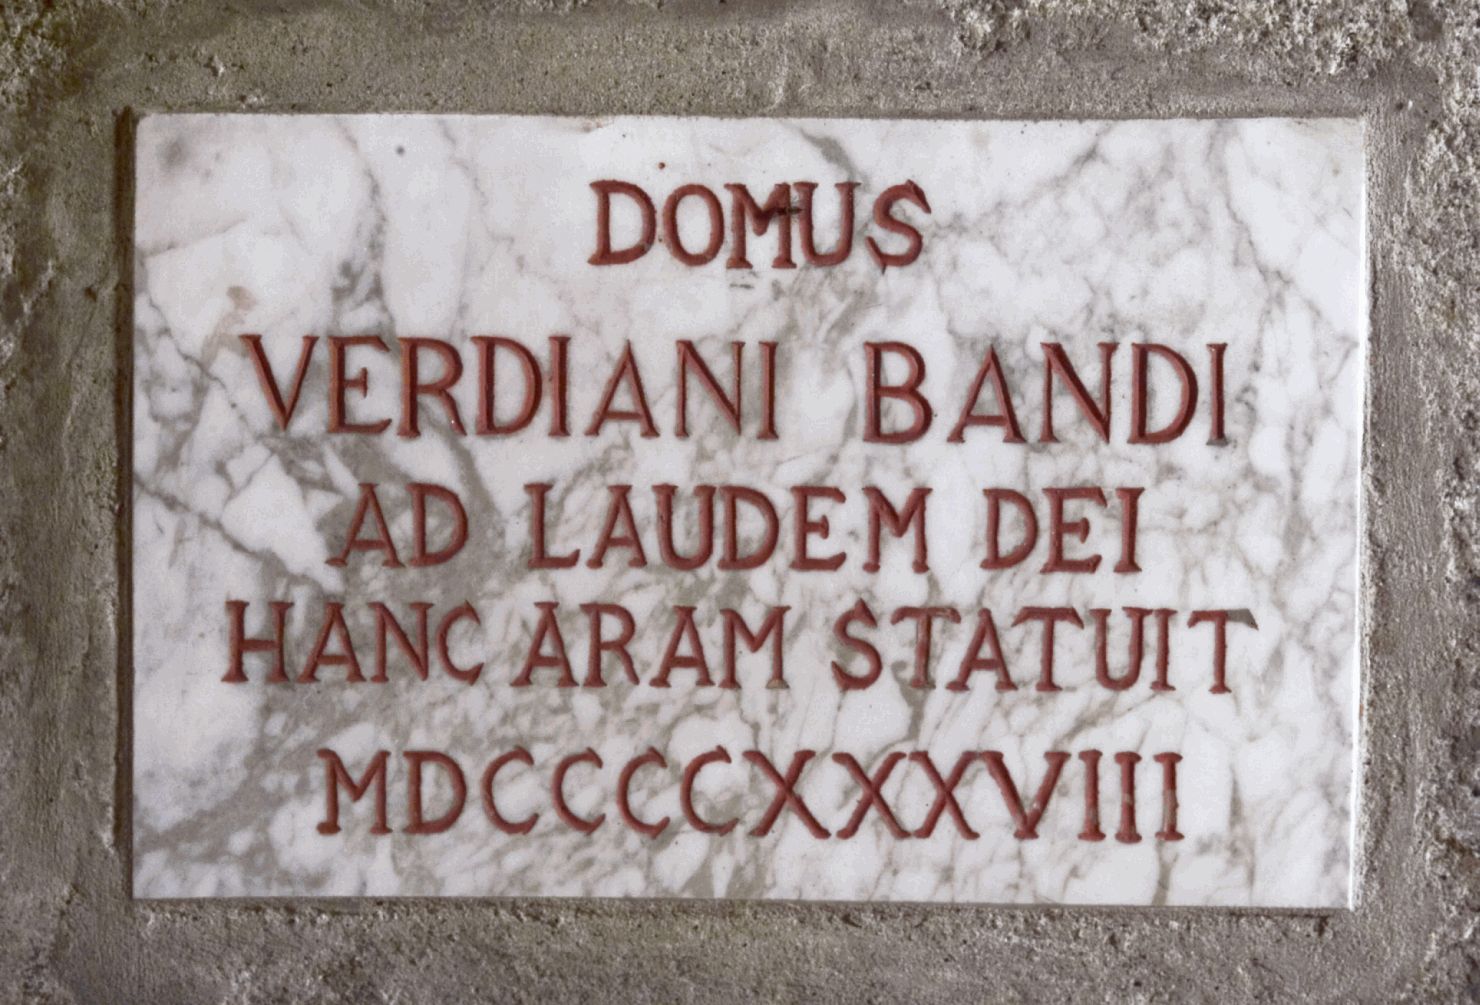 DOMUS
VERDIANI BANDI
AD LAUDEM DEI
HANC ARAM STATUIT
MDCCCCXXXVIII